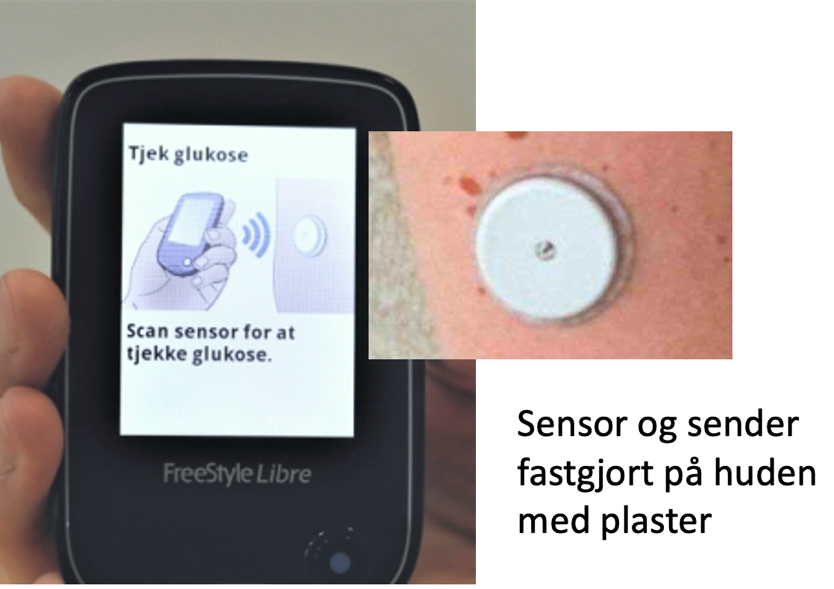 Tjek glukose
Scan sensor for at
tjekke glukose.
FreeStyle Libre
Sensor og sender
fastgjort på huden
med plaster